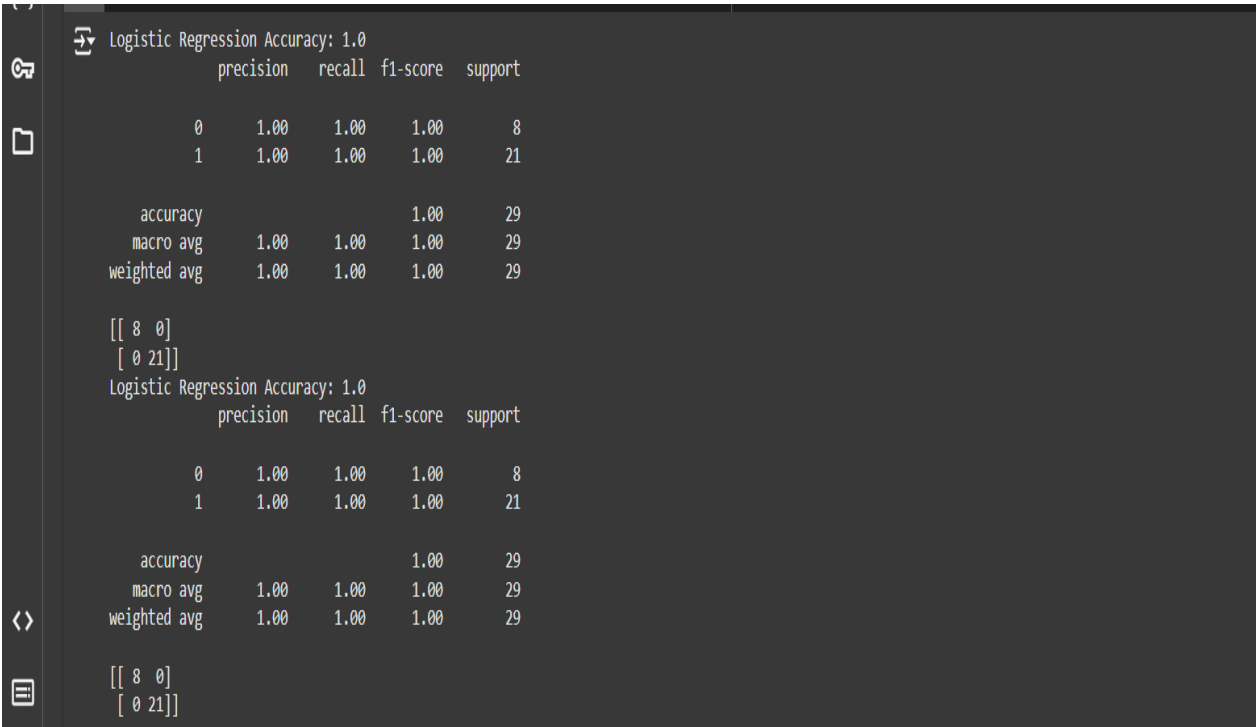 Logistic Regression Accuracy: 1.0
precision recall f1-score support
0 1.00 1.00 1.00 8
1 1.00 1.00 1.00 21
accuracy 1.00 29
macro avg 1.00 1.00 1.00 29
weighted avg 1.00 1.00 1.00 29
[[ 8 0]
[ 0 21]]
Logistic Regression Accuracy: 1.0
precision recall f1-score support
0 1.00 1.00 1.00 8
1 1.00 1.00 1.00 21
accuracy 1.00 29
macro avg 1.00 1.00 1.00 29
weighted avg 1.00 1.00 1.00 29
[[ 8 0]
[ 0 21]]